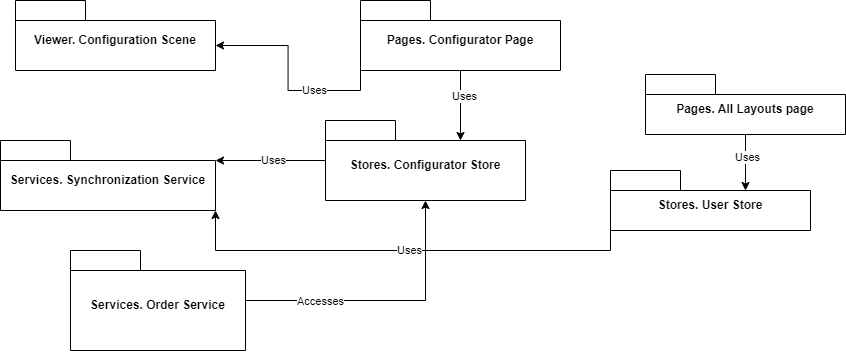 Viewer. Configuration Scene
Pages. Configurator Page
Uses
Uses
Pages. All Layouts page
Uses
Stores. Configurator Store
Uses
Services. Synchronization Service
Stores. User Store
Uses
Services. Order Service
Accesses